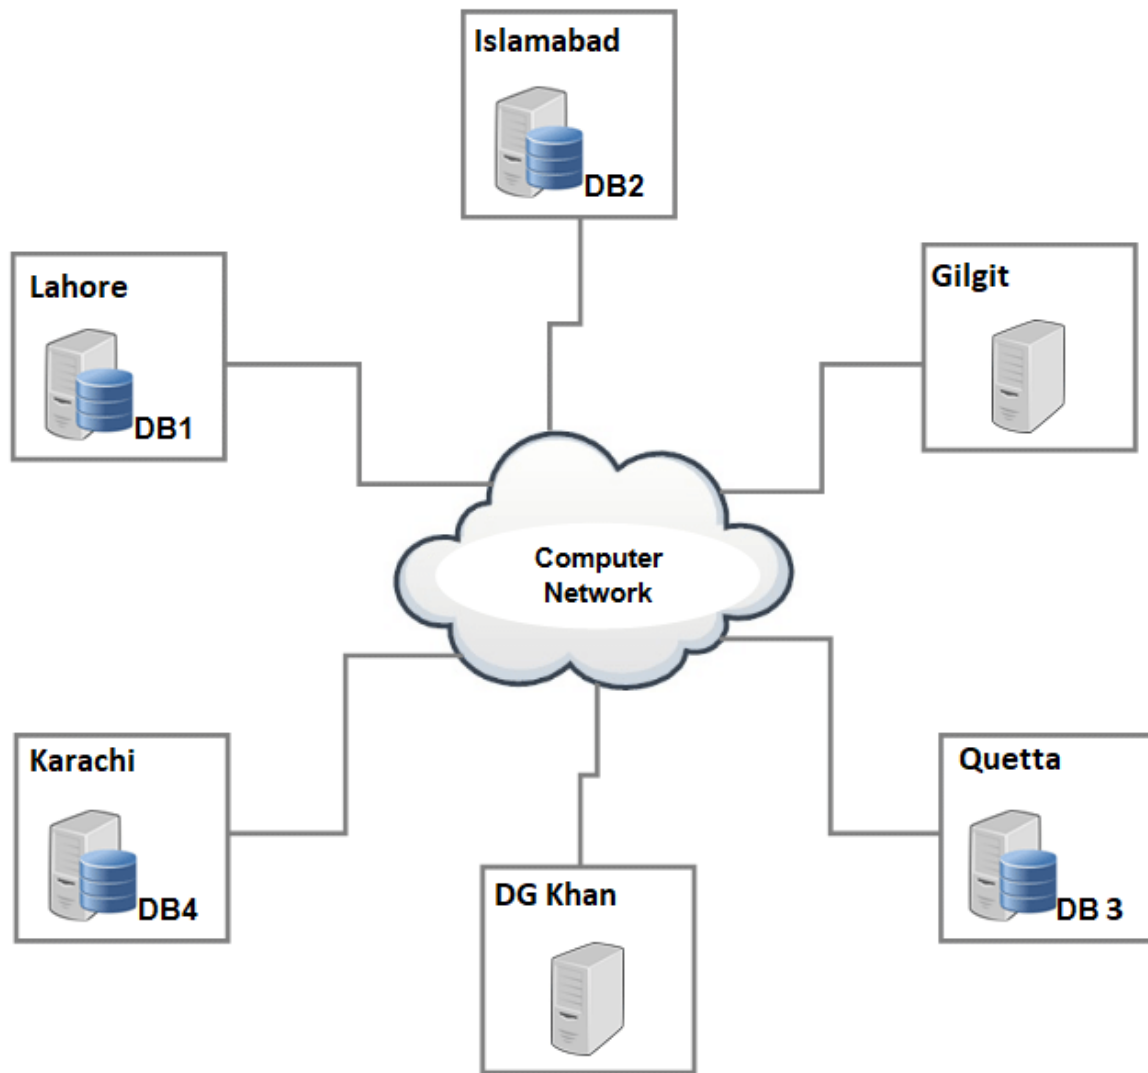 Islamabad
DB2
Lahore
DB1
Gilgit
Computer
Network
Karachi
DB4
Quetta
DB 3
DG Khan